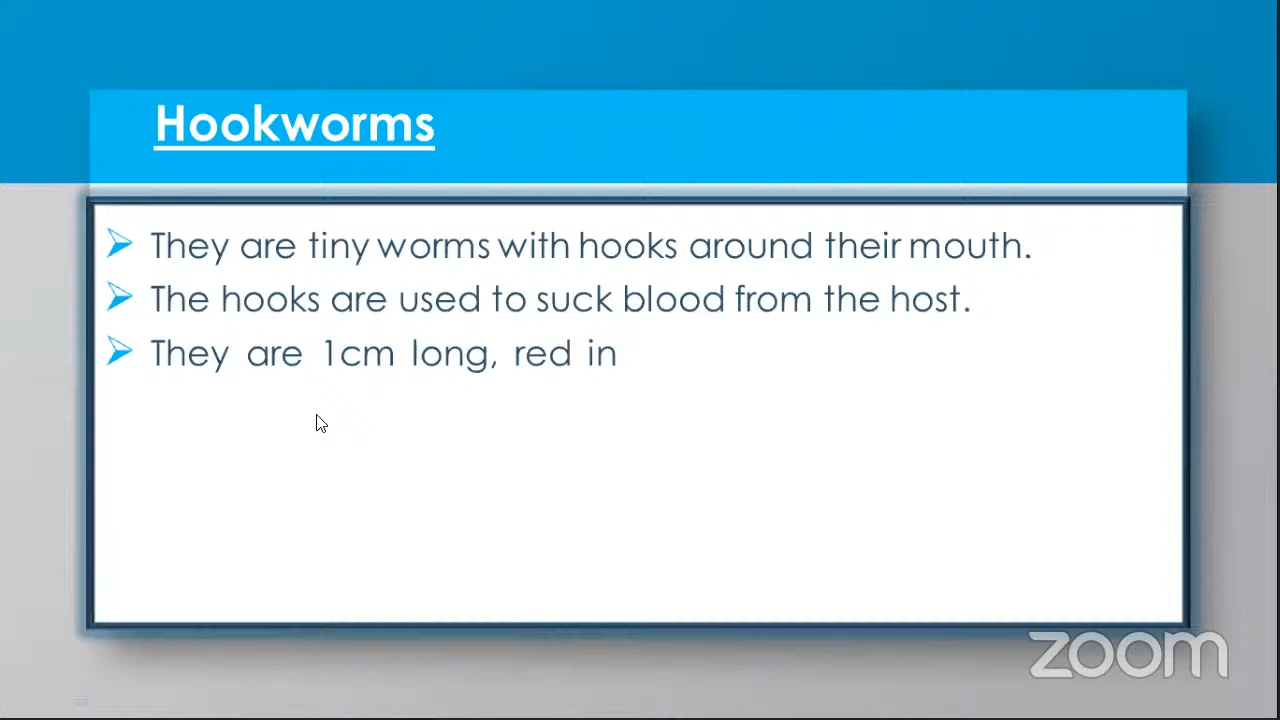 Hookworms
They are tiny worms with hooks around their mouth.
The hooks are used to suck blood from the host.
They are 1cm long, red in
zoom